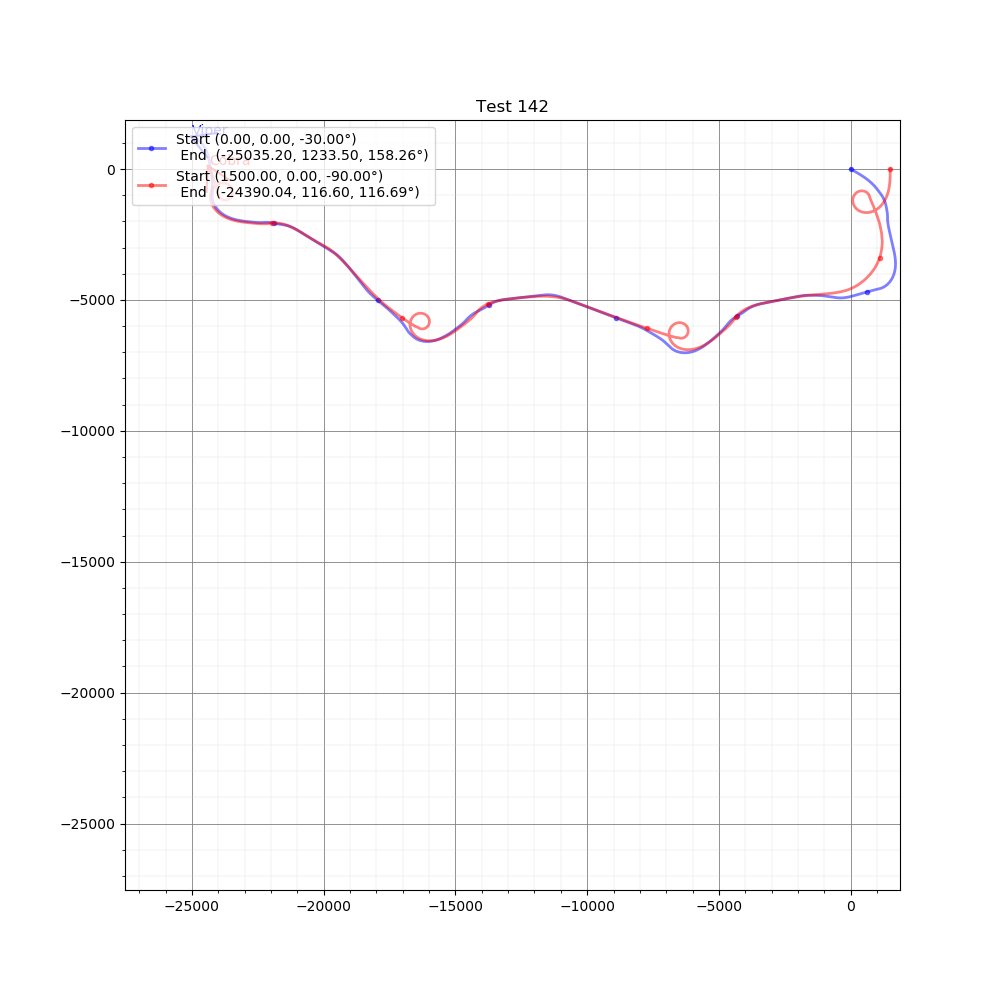 Test 142
Viper
Cobra
Start (0.00, 0.00, -30.00°)
End (-25035.20, 1233.50, 158.26°)
Start (1500.00, 0.00, -90.00°)
End (-24390.04, 116.60, 116.69°)
0
−5000
−10000
−15000
−20000
−25000
−25000 −20000 −15000 −10000 −5000 0